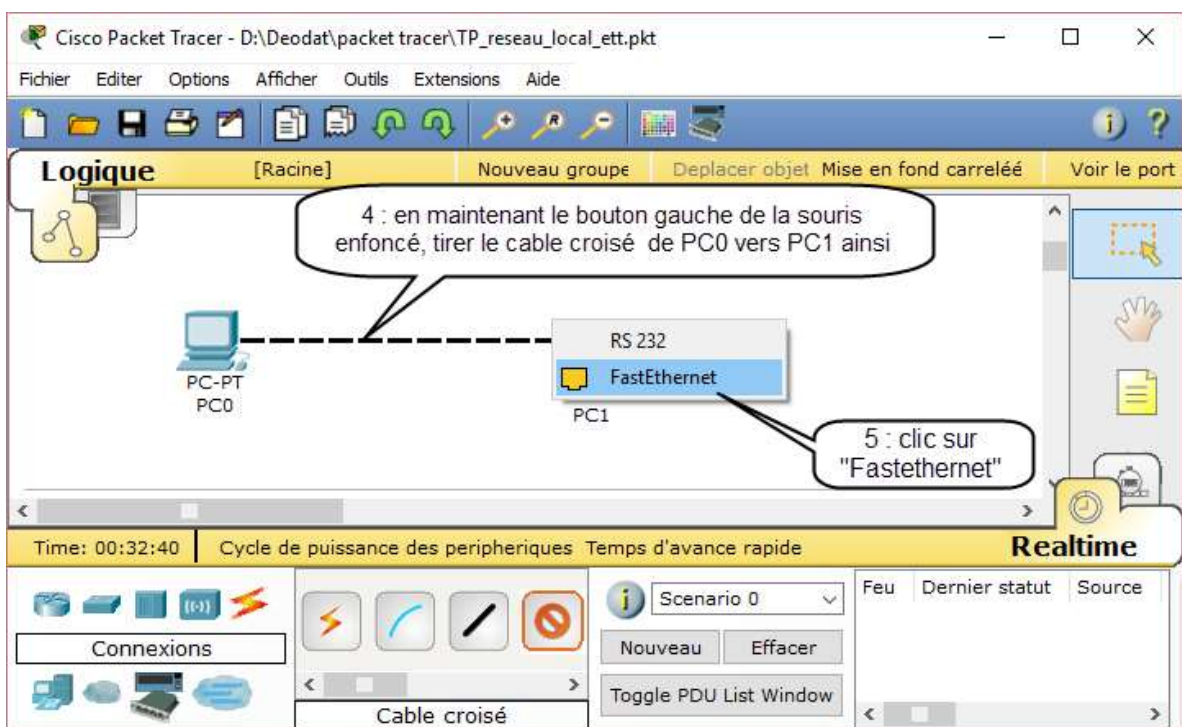 Cisco Packet Tracer - D:\Deodat\packet tracer\TP_reseau_local_ett.pkt
Fichier Editer Options Afficher Outils Extensions Aide
Logique [Racine] Nouveau groupe Deplacer objet Mise en fond carreléé Voir le port
4 : en maintenant le bouton gauche de la souris
enfoncé, tirer le cable croisé de PC0 vers PC1 ainsi
RS 232
FastEthernet
PC-PT
PC0
PC1
5 : clic sur
"Fastethernet"
Time: 00:32:40 Cycle de puissance des peripheriques Temps d'avance rapide Realtime
Connexions
Cable croisé
Scenario 0
Nouveau Effacer
Toggle PDU List Window
Feu Dernier statut Source